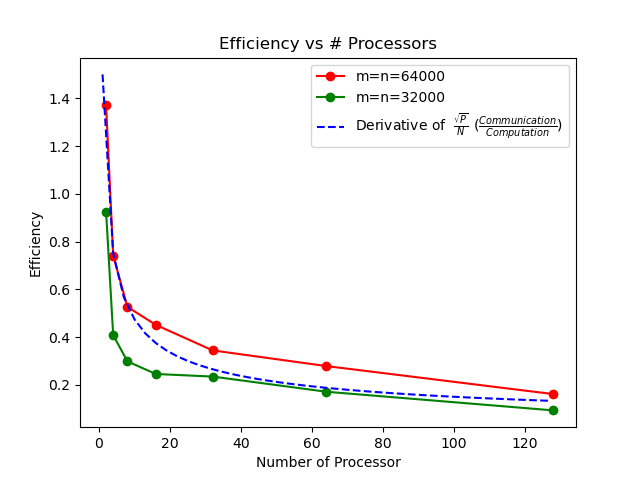 Efficiency vs # Processors
m=n=64000
m=n=32000
Derivative of √P/N (Communication/Computation)
1.4
1.2
1.0
0.8
0.6
0.4
0.2
Efficiency
0 20 40 60 80 100 120
Number of Processor